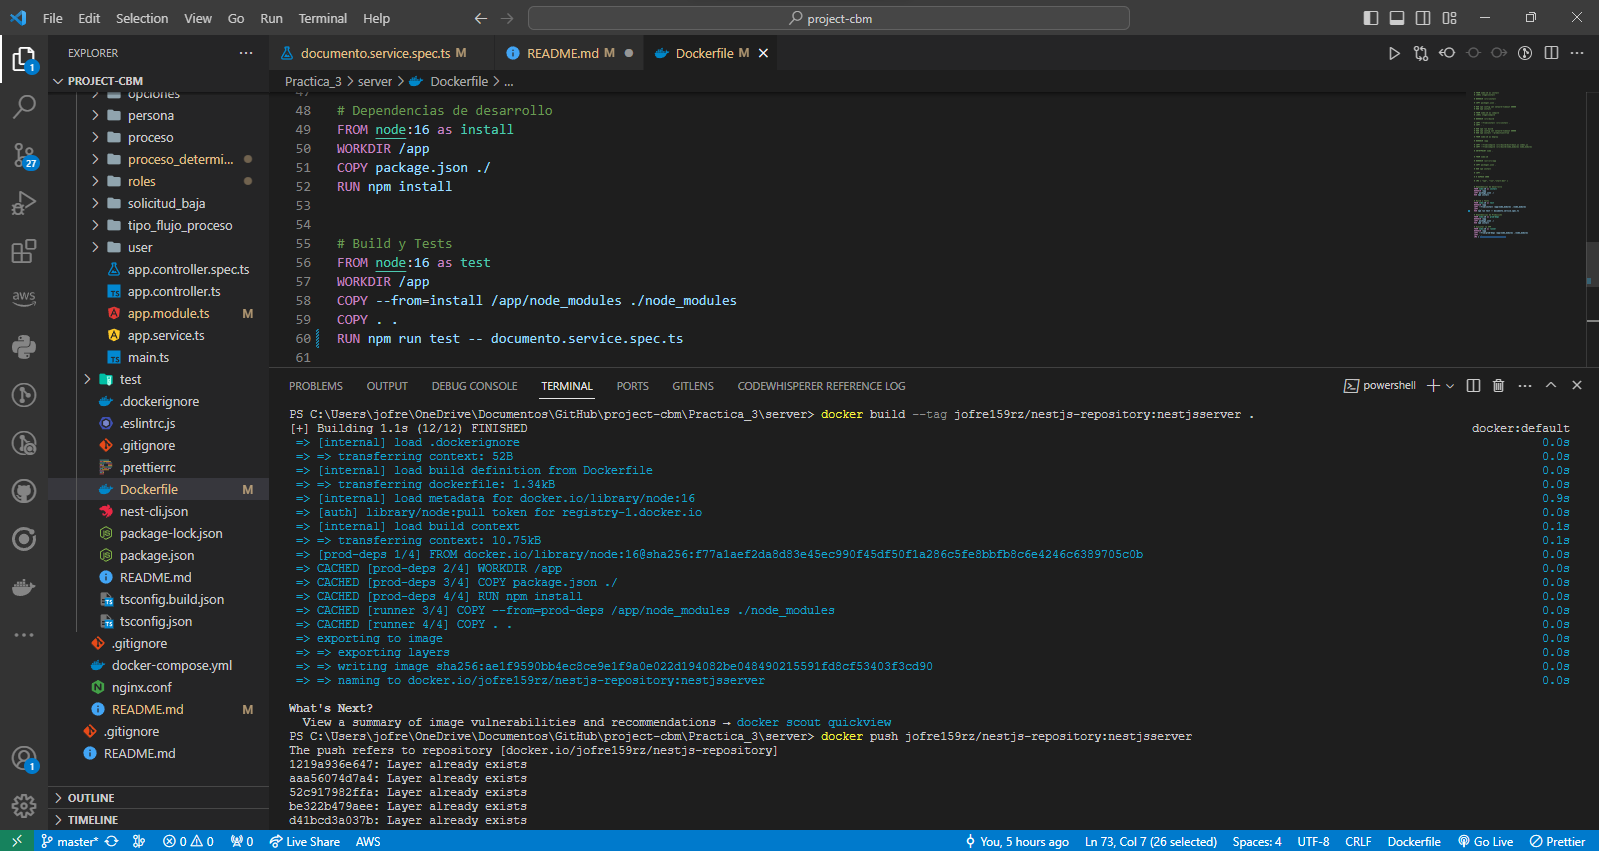 File Edit Selection View Go Run Terminal Help
project-cbm
EXPLORER
PROJECT-CBM
opciones
persona
proceso
proceso_determi...
roles
solicitud_baja
tipo_flujo_proceso
user
app.controller.spec.ts
app.controller.ts
app.module.ts M
app.service.ts
main.ts
test
.dockerignore
.eslintrc.js
.gitignore
.prettierrc
Dockerfile M
nest-cli.json
package-lock.json
package.json
README.md
tsconfig.build.json
tsconfig.json
.gitignore
docker-compose.yml
nginx.conf
README.md M
.gitignore
README.md
OUTLINE
TIMELINE
1
27
aws
1
documento.service.spec.ts M
README.md M
Dockerfile M
Practica_3 > server > Dockerfile > ...
47
48 # Dependencias de desarrollo
49 FROM node:16 as install
50 WORKDIR /app
51 COPY package.json ./
52 RUN npm install
53
54
55 # Build y Tests
56 FROM node:16 as test
57 WORKDIR /app
58 COPY --from=install /app/node_modules ./node_modules
59 COPY . .
60 RUN npm run test -- documento.service.spec.ts
61
PROBLEMS OUTPUT DEBUG CONSOLE TERMINAL PORTS GITLENS CODEWHISPERER REFERENCE LOG
powershell
PS C:\Users\jofre\OneDrive\Documentos\GitHub\project-cbm\Practica_3\server> docker build --tag jofre159rz/nestjs-repository:nestjsserver .
[+] Building 1.1s (12/12) FINISHED docker:default
=> [internal] load .dockerignore 0.0s
=> => transferring context: 52B 0.0s
=> [internal] load build definition from Dockerfile 0.0s
=> => transferring dockerfile: 1.34kB 0.0s
=> [internal] load metadata for docker.io/library/node:16 0.9s
=> [auth] library/node:pull token for registry-1.docker.io 0.0s
=> [internal] load build context 0.1s
=> => transferring context: 10.75kB 0.1s
=> [prod-deps 1/4] FROM docker.io/library/node:16@sha256:f77a1aef2da8d83e45ec990f45df50f1a286c5fe8bbfb8c6e4246c6389705c0b 0.0s
=> CACHED [prod-deps 2/4] WORKDIR /app 0.0s
=> CACHED [prod-deps 3/4] COPY package.json ./ 0.0s
=> CACHED [prod-deps 4/4] RUN npm install 0.0s
=> CACHED [runner 3/4] COPY --from=prod-deps /app/node_modules ./node_modules 0.0s
=> CACHED [runner 4/4] COPY . . 0.0s
=> exporting to image 0.0s
=> => exporting layers 0.0s
=> => writing image sha256:ae1f9590bb4ec8ce9e1f9a0e022d194082be048490215591fd8cf53403f3cd90 0.0s
=> => naming to docker.io/jofre159rz/nestjs-repository:nestjsserver 0.0s
What's Next?
View a summary of image vulnerabilities and recommendations → docker scout quickview
PS C:\Users\jofre\OneDrive\Documentos\GitHub\project-cbm\Practica_3\server> docker push jofre159rz/nestjs-repository:nestjsserver
The push refers to repository [docker.io/jofre159rz/nestjs-repository]
1219a936e647: Layer already exists
aaa56074d7a4: Layer already exists
52c917982ffa: Layer already exists
be322b479aee: Layer already exists
d41bcd3a037b: Layer already exists
master* 0 0 0 Live Share AWS You, 5 hours ago Ln 73, Col 7 (26 selected) Spaces: 4 UTF-8 CRLF Dockerfile Go Live Prettier